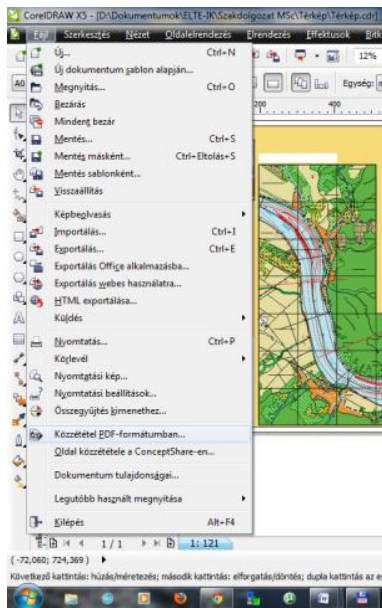 CorelDRAW X5 - [D:\Dokumentumok\ELTE-IK\Szakdolgozat MSc\Térkép\Térkép.cdr]
Fájl Szerkesztés Nézet Oldalelrendezés Elrendezés Effektusok
Új... Ctrl+N
Új dokumentum sablon alapján...
Megnyitás... Ctrl+O
Bezárás
Mindent bezár
Mentés... Ctrl+S
Mentés másként... Ctrl+Eltolás+S
Mentés sablonként...
Visszaállítás
Képbeolvasás
Importálás... Ctrl+I
Exportálás... Ctrl+E
Exportálás Office alkalmazásba...
Exportálás webes használatra...
HTML exportálása...
Küldés
Nyomtatás... Ctrl+P
Körlevél
Nyomtatási kép...
Nyomtatási beállítások...
Összegyűjtés kimenethez...
Közzététel PDF-formátumban...
Oldal közzététele a ConceptShare-en...
Dokumentum tulajdonságai...
Legutóbb használt megnyitása
Kilépés Alt+F4
12%
A0
Egység:
200 400
1 / 1 1: 121
( -72,060; 724,369 )
Következő kattintás: húzás/méretezés; második kattintás: elforgatás/döntés; dupla kattintás az